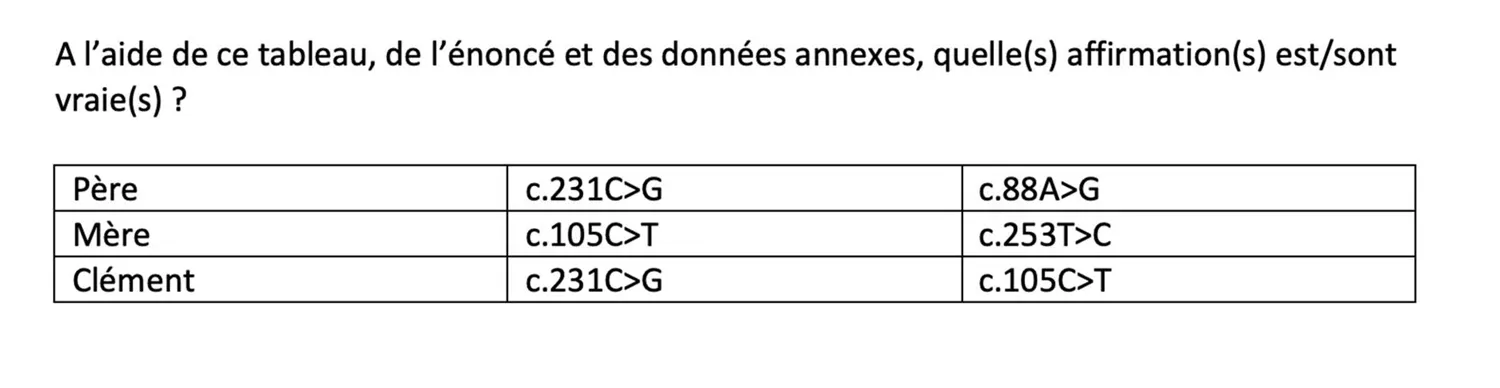 A l’aide de ce tableau, de l’énoncé et des données annexes, quelle(s) affirmation(s) est/sont
vraie(s) ?
Père c.231C>G c.88A>G
Mère c.105C>T c.253T>C
Clément c.231C>G c.105C>T